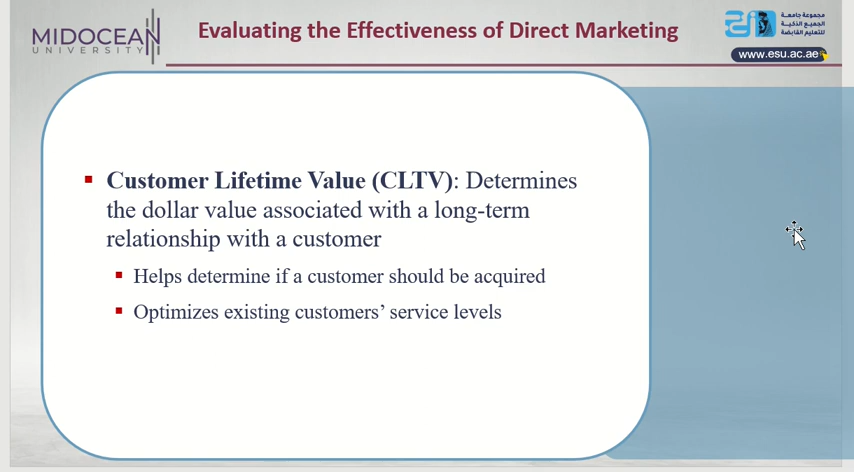 MIDOCEAN
UNIVERSITY
Evaluating the Effectiveness of Direct Marketing
مجموعة جامعة
الجميع الذكية
للتعليم القابضة
www.esu.ac.ae
▪ Customer Lifetime Value (CLTV): Determines
the dollar value associated with a long-term
relationship with a customer
▪ Helps determine if a customer should be acquired
▪ Optimizes existing customers’ service levels